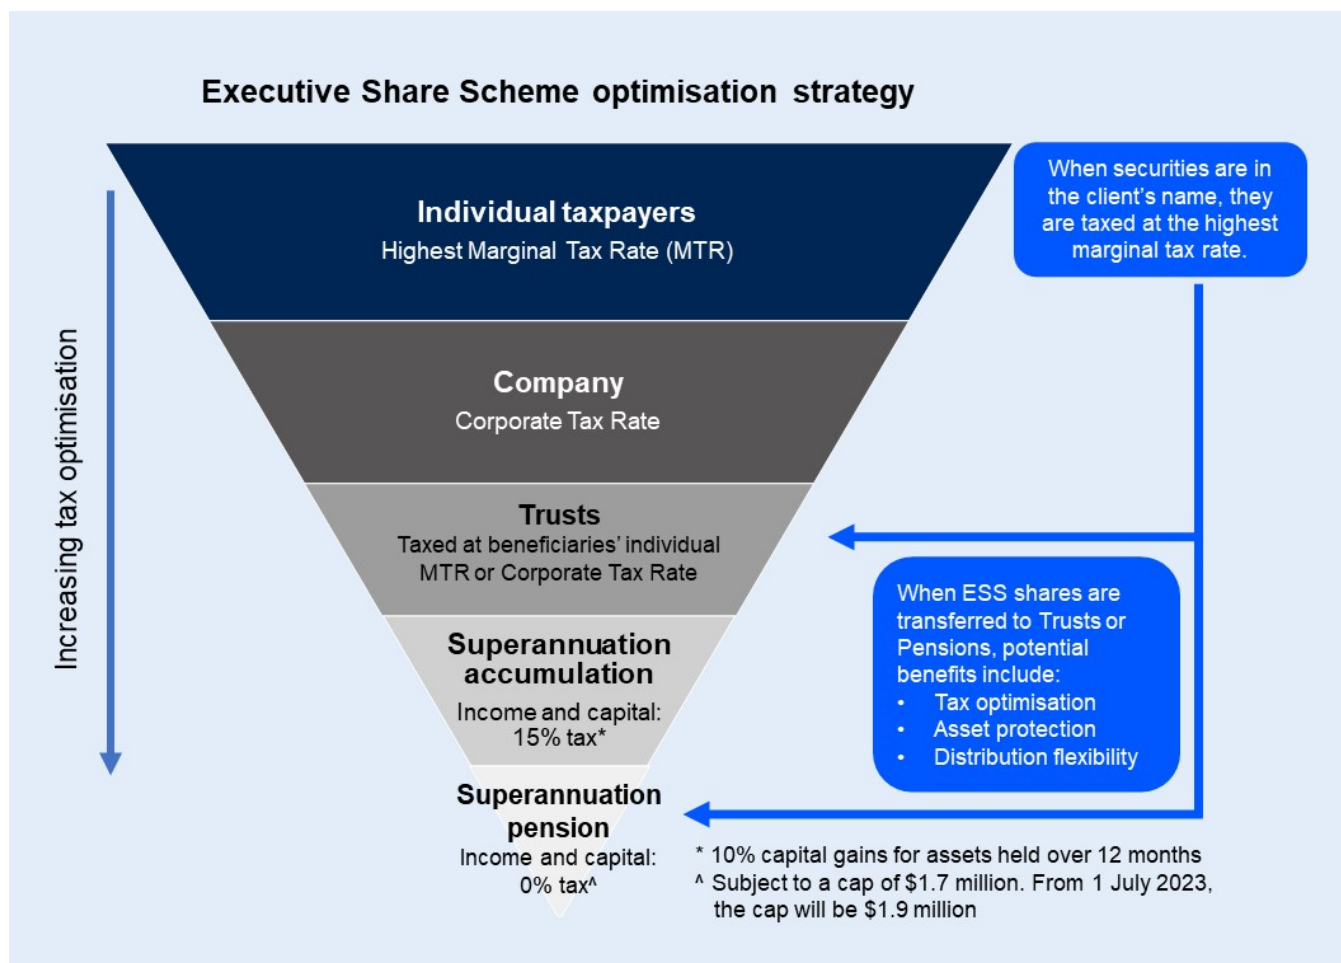 Executive Share Scheme optimisation strategy
Increasing tax optimisation
Individual taxpayers
Highest Marginal Tax Rate (MTR)
Company
Corporate Tax Rate
Trusts
Taxed at beneficiaries' individual
MTR or Corporate Tax Rate
Superannuation
accumulation
Income and capital:
15% tax*
Superannuation
pension
Income and capital:
0% tax^
When securities are in
the client's name, they
are taxed at the highest
marginal tax rate.
When ESS shares are
transferred to Trusts or
Pensions, potential
benefits include:
• Tax optimisation
• Asset protection
• Distribution flexibility
* 10% capital gains for assets held over 12 months
^ Subject to a cap of $1.7 million. From 1 July 2023,
the cap will be $1.9 million